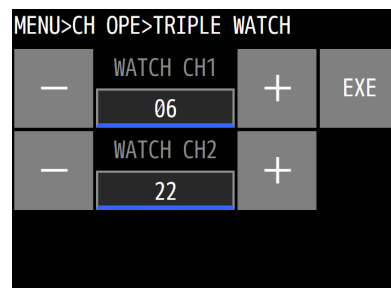 MENU>CH OPE>TRIPLE WATCH
— WATCH CH1 + EXE
06
— WATCH CH2 +
22